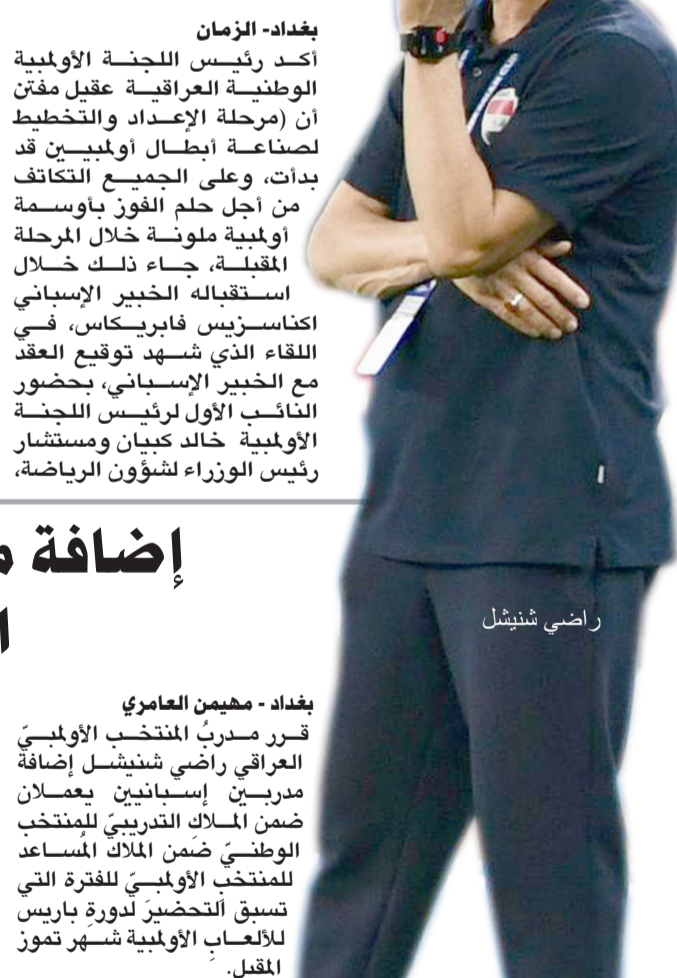 بغداد- الزمان
أكد رئيس اللجنة الأولمبية
الوطنية العراقية عقيل مفتن
أن (مرحلة الإعداد والتخطيط
لصناعة أبطال أولمبيين قد
بدأت، وعلى الجميع التكاتف
من أجل حلم الفوز بأوسمة
أولمبية ملونة خلال المرحلة
المقبلة، جاء ذلك خلال
استقباله الخبير الإسباني
اكناسزيس فابريكاس، في
اللقاء الذي شهد توقيع العقد
مع الخبير الإسباني، بحضور
النائب الأول لرئيس اللجنة
الأولمبية خالد كبيان ومستشار
رئيس الوزراء لشؤون الرياضة،
إضافة
راضي شنيشل
بغداد - مهيمن العامري
قرر مدربُ المنتخب الأولمبيّ
العراقي راضي شنيشل إضافةَ
مدربين إسبانيين يعملان
ضمن الملاك التدريبيّ للمنتخب
الوطنيّ ضمن الملاك المُساعد
للمنتخبِ الأولمبيّ للفترة التي
تسبق التحضيرَ لدورةِ باريس
للألعابِ الأولمبية شهر تموز
المقبل.